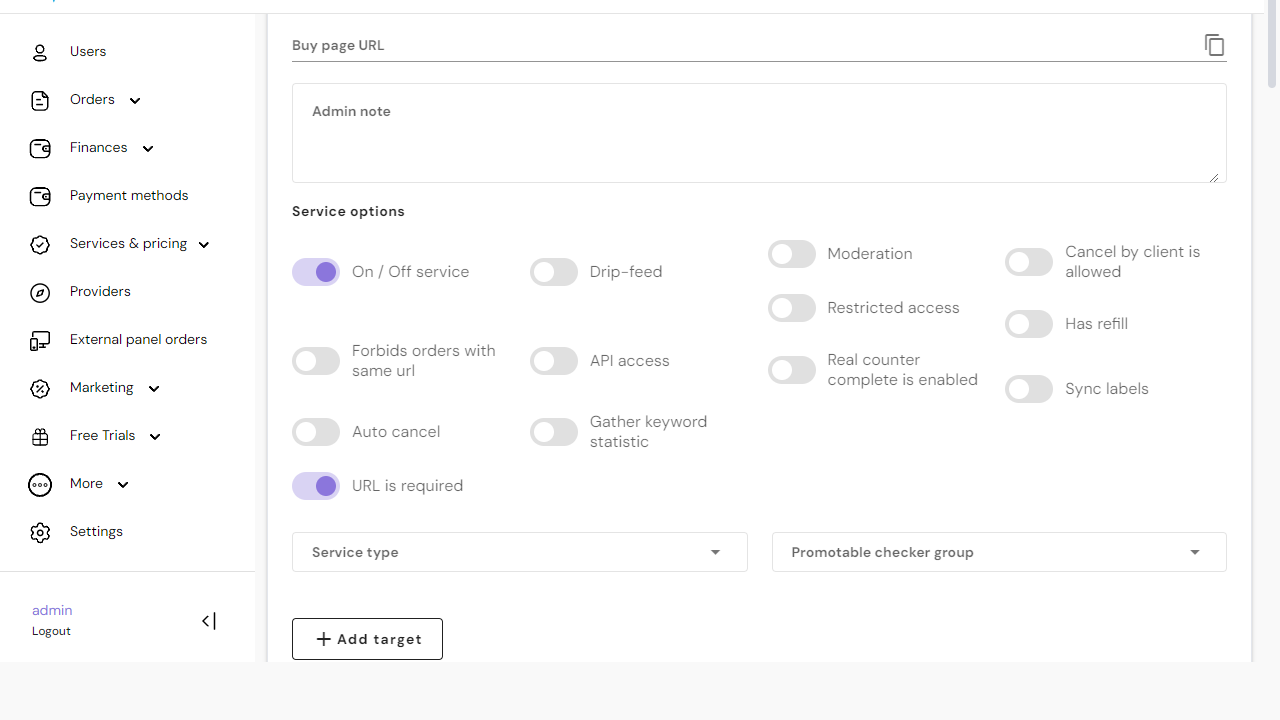 Users
Orders
Finances
Payment methods
Services & pricing
Providers
External panel orders
Marketing
Free Trials
More
Settings
admin
Logout
Buy page URL
Admin note
Service options
On / Off service
Drip-feed
Moderation
Cancel by client is
allowed
Restricted access
Has refill
Forbids orders with
same url
API access
Real counter
complete is enabled
Sync labels
Auto cancel
Gather keyword
statistic
URL is required
Service type
Promotable checker group
Add target